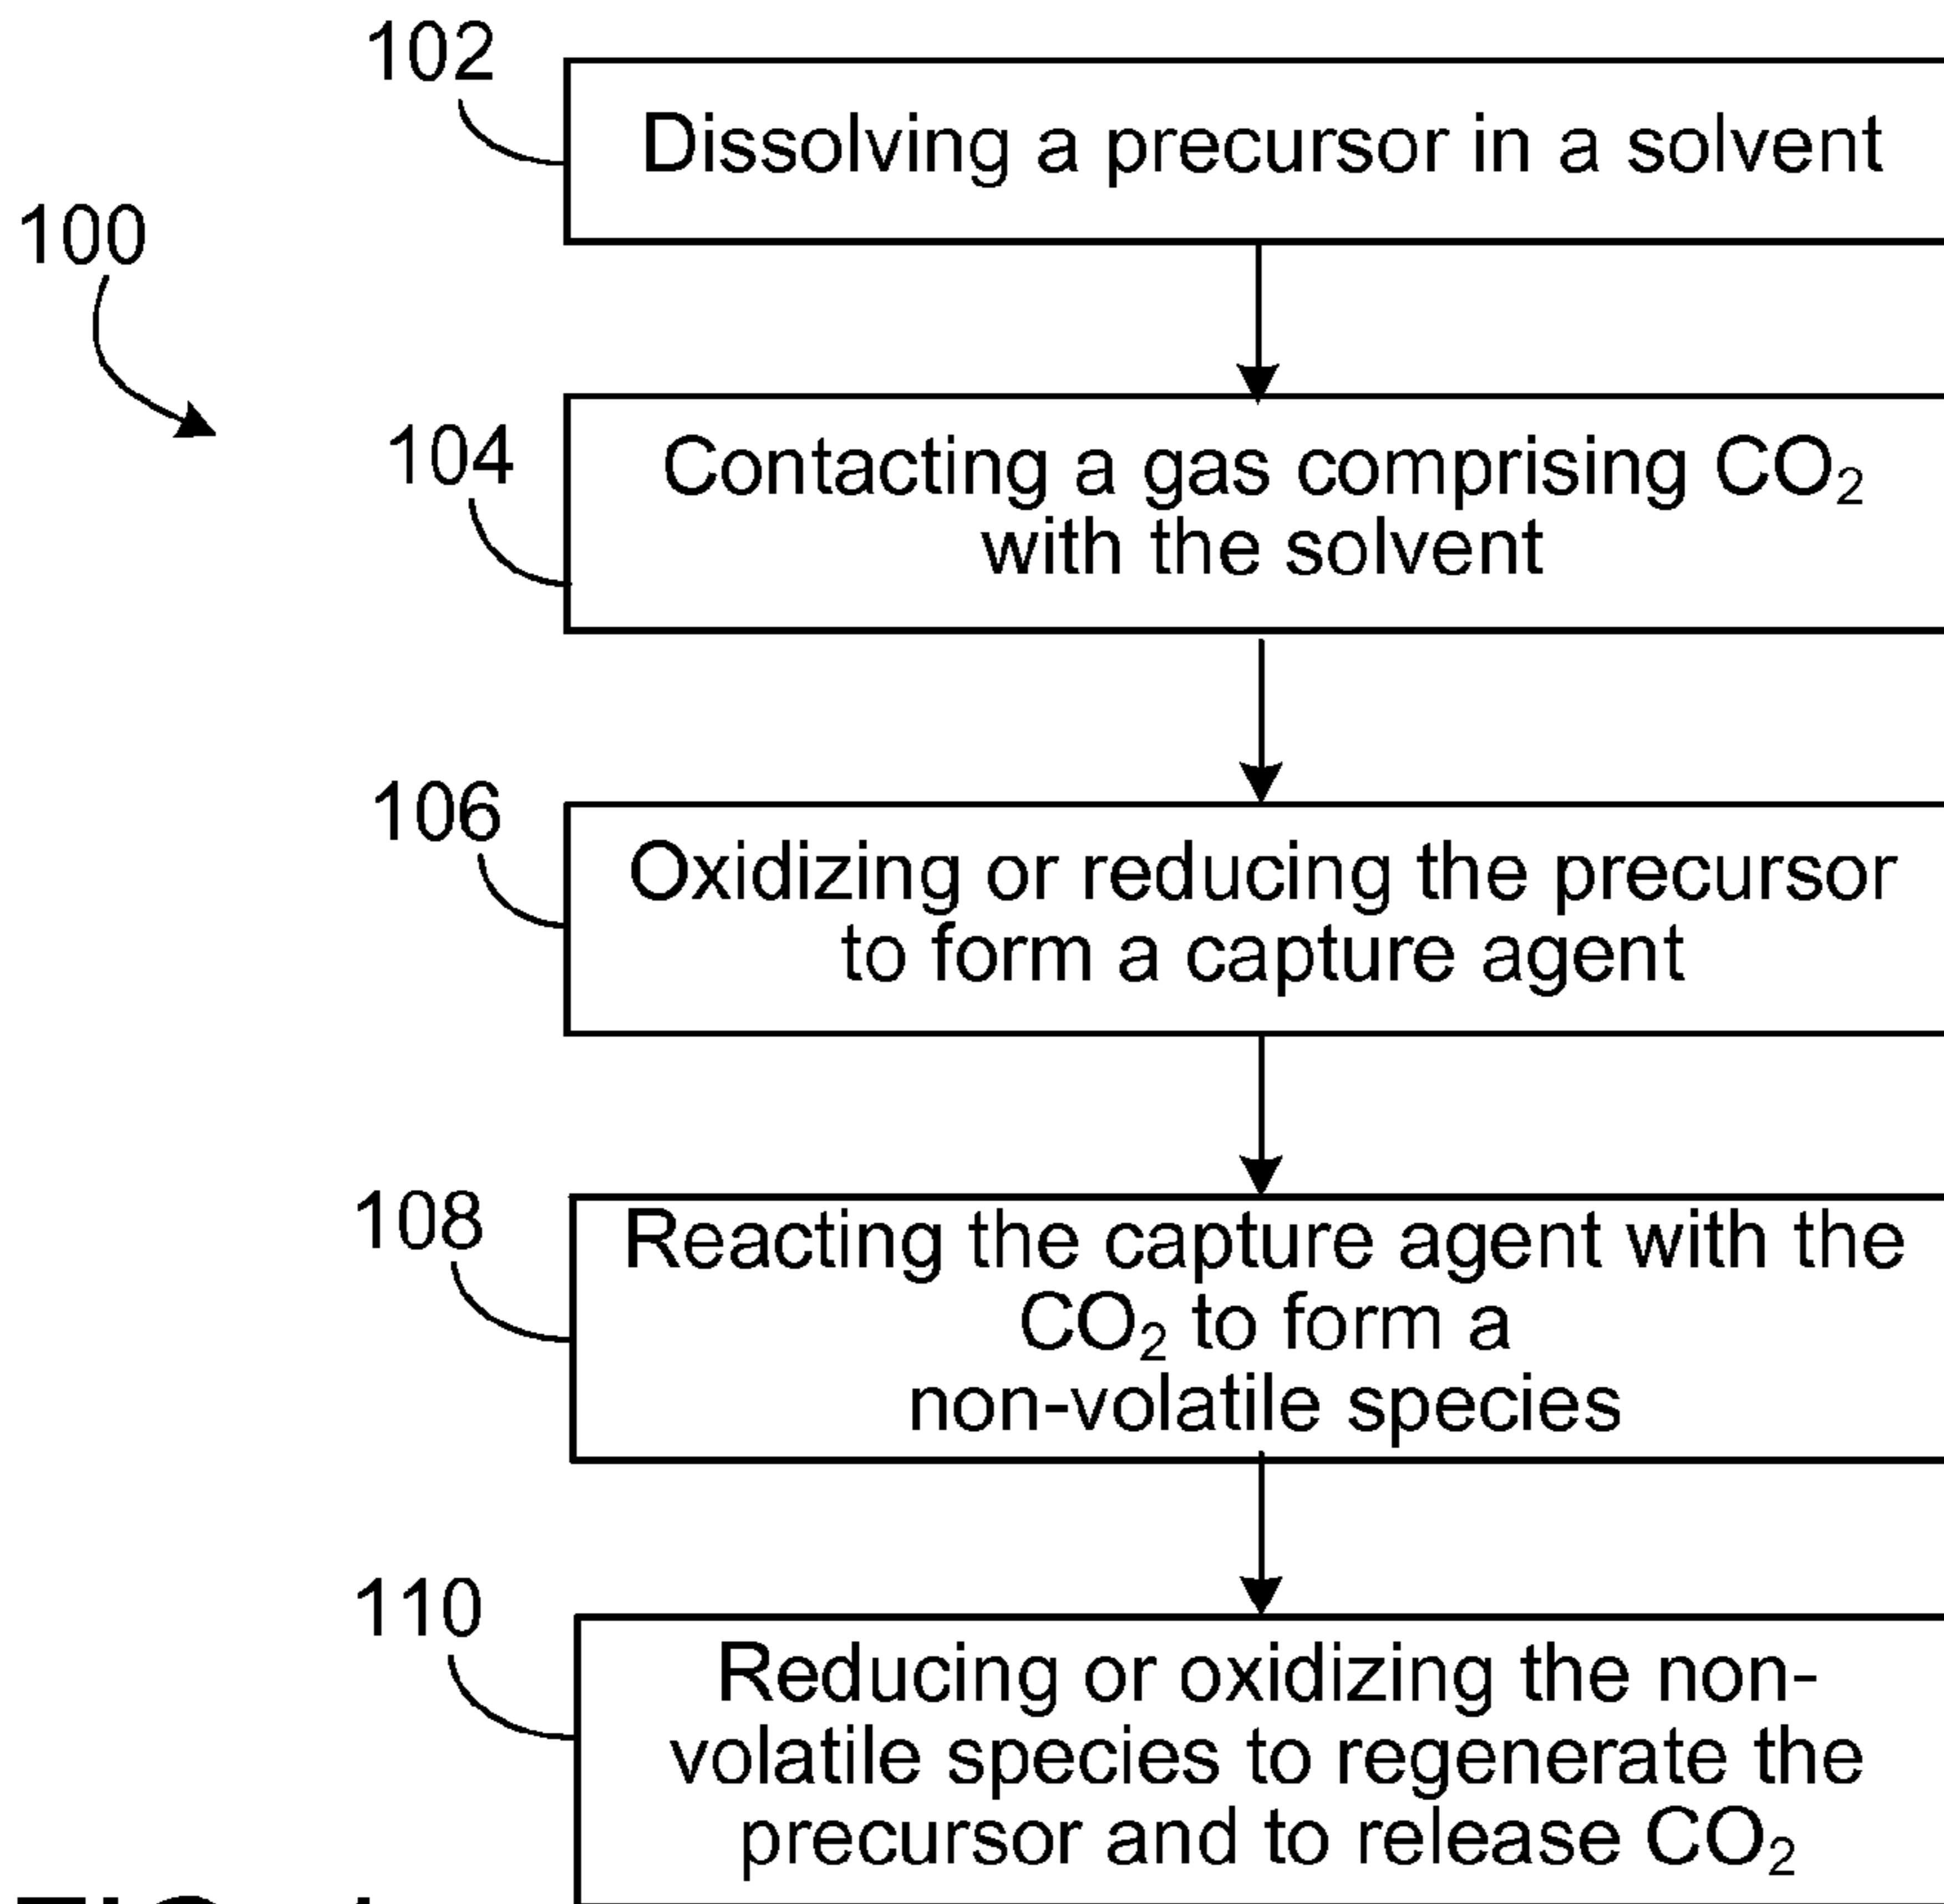 102
Dissolving a precursor in a solvent
100
104
Contacting a gas comprising CO₂
with the solvent
106
Oxidizing or reducing the precursor
to form a capture agent
108
Reacting the capture agent with the
CO₂ to form a
non-volatile species
110
Reducing or oxidizing the non-
volatile species to regenerate the
precursor and to release CO₂